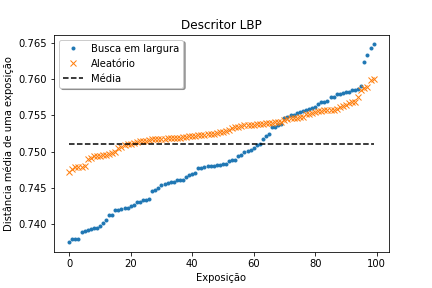 Descritor LBP
Busca em largura
Aleatório
Média
Distância média de uma exposição
0.765
0.760
0.755
0.750
0.745
0.740
0
20
40
60
80
100
Exposição